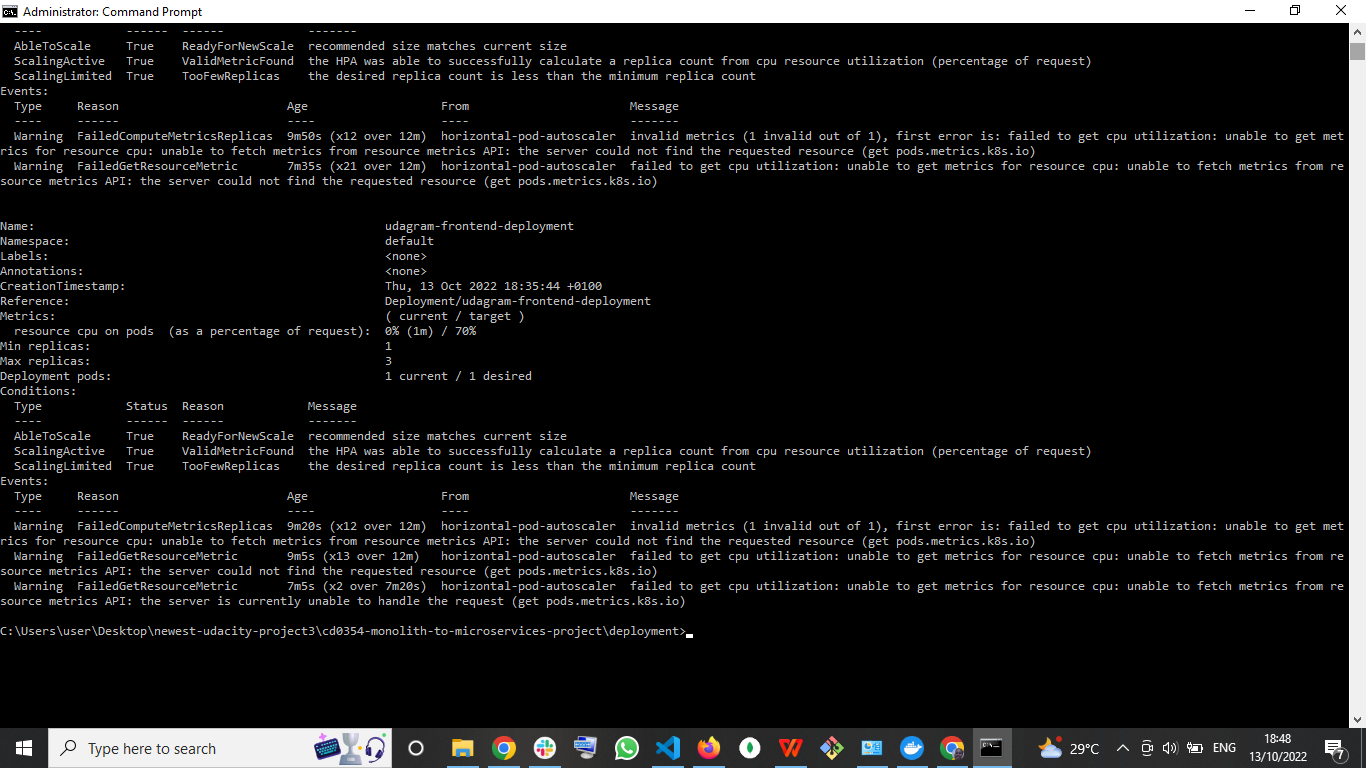 Administrator: Command Prompt
----            ------  ------            -------
AbleToScale     True    ReadyForNewScale  recommended size matches current size
ScalingActive   True    ValidMetricFound  the HPA was able to successfully calculate a replica count from cpu resource utilization (percentage of request)
ScalingLimited  True    TooFewReplicas    the desired replica count is less than the minimum replica count
Events:
Type     Reason                        Age                   From                       Message
----     ------                        ----                  ----                       -------
Warning  FailedComputeMetricsReplicas  9m50s (x12 over 12m)  horizontal-pod-autoscaler  invalid metrics (1 invalid out of 1), first error is: failed to get cpu utilization: unable to get met
rics for resource cpu: unable to fetch metrics from resource metrics API: the server could not find the requested resource (get pods.metrics.k8s.io)
Warning  FailedGetResourceMetric       7m35s (x21 over 12m)  horizontal-pod-autoscaler  failed to get cpu utilization: unable to get metrics for resource cpu: unable to fetch metrics from re
source metrics API: the server could not find the requested resource (get pods.metrics.k8s.io)
Name:                                                  udagram-frontend-deployment
Namespace:                                             default
Labels:                                                <none>
Annotations:                                           <none>
CreationTimestamp:                                     Thu, 13 Oct 2022 18:35:44 +0100
Reference:                                             Deployment/udagram-frontend-deployment
Metrics:                                               ( current / target )
resource cpu on pods  (as a percentage of request):  0% (1m) / 70%
Min replicas:                                          1
Max replicas:                                          3
Deployment pods:                                       1 current / 1 desired
Conditions:
Type            Status  Reason            Message
----            ------  ------            -------
AbleToScale     True    ReadyForNewScale  recommended size matches current size
ScalingActive   True    ValidMetricFound  the HPA was able to successfully calculate a replica count from cpu resource utilization (percentage of request)
ScalingLimited  True    TooFewReplicas    the desired replica count is less than the minimum replica count
Events:
Type     Reason                        Age                   From                       Message
----     ------                        ----                  ----                       -------
Warning  FailedComputeMetricsReplicas  9m20s (x12 over 12m)  horizontal-pod-autoscaler  invalid metrics (1 invalid out of 1), first error is: failed to get cpu utilization: unable to get met
rics for resource cpu: unable to fetch metrics from resource metrics API: the server could not find the requested resource (get pods.metrics.k8s.io)
Warning  FailedGetResourceMetric       9m5s (x13 over 12m)   horizontal-pod-autoscaler  failed to get cpu utilization: unable to get metrics for resource cpu: unable to fetch metrics from re
source metrics API: the server could not find the requested resource (get pods.metrics.k8s.io)
Warning  FailedGetResourceMetric       7m5s (x2 over 7m20s)  horizontal-pod-autoscaler  failed to get cpu utilization: unable to get metrics for resource cpu: unable to fetch metrics from re
source metrics API: the server is currently unable to handle the request (get pods.metrics.k8s.io)
C:\Users\user\Desktop\newest-udacity-project3\cd0354-monolith-to-microservices-project\deployment>
Type here to search
29°C
ENG
18:48
13/10/2022
7